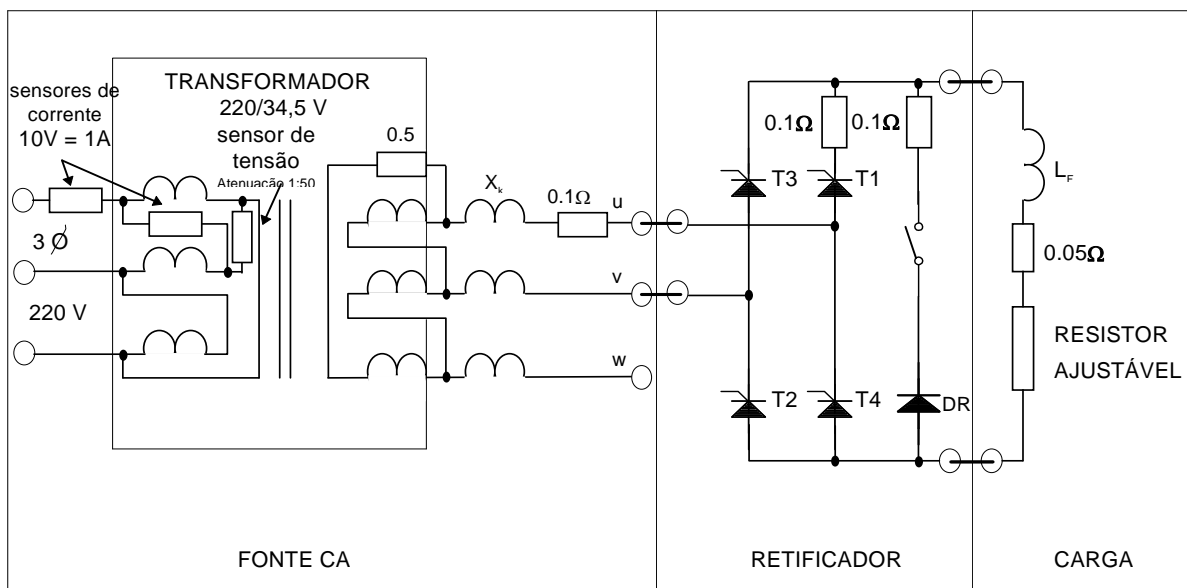 sensores de
corrente
10V = 1A
TRANSFORMADOR
220/34,5 V
sensor de
tensão
Atenuação 1:50
0.5
Xk
0.1Ω
u
v
w
3 Ø
220 V
T3
0.1Ω
T1
0.1Ω
T2
T4
DR
LF
0.05Ω
RESISTOR
AJUSTÁVEL
FONTE CA
RETIFICADOR
CARGA